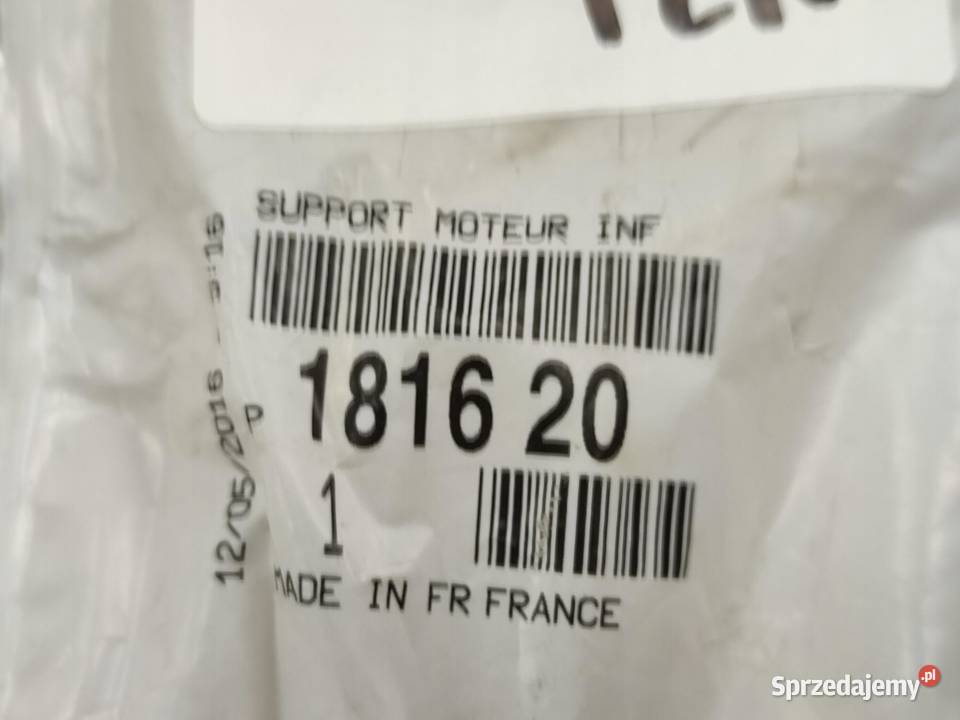 SUPPORT MOTEUR INF
1816 20
P
1
MADE IN FR FRANCE
12/05/2016
Sprzedajemy.pl